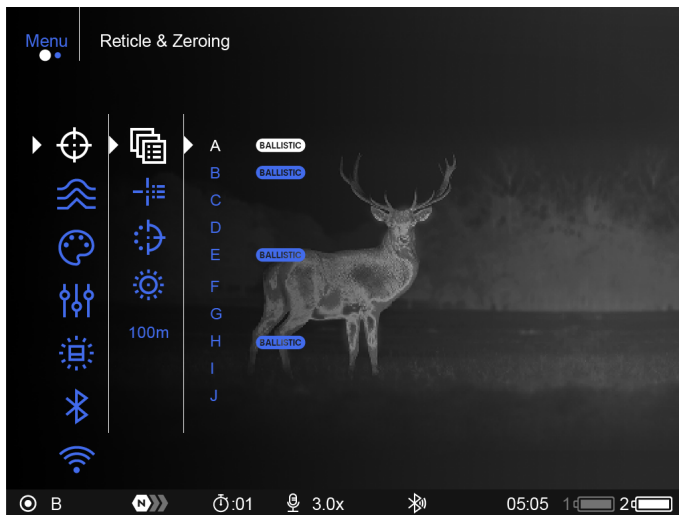 Menu Reticle & Zeroing
A BALLISTIC
B BALLISTIC
C
D
E BALLISTIC
F
G
H BALLISTIC
I
J
100m
B N :01 3.0x 05:05 1 2